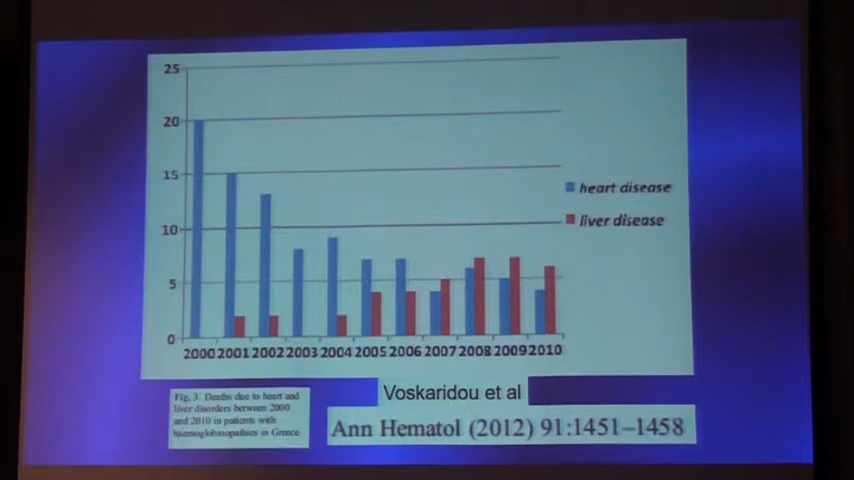 25
20
15
10
5
0
2000 2001 2002 2003 2004 2005 2006 2007 2008 2009 2010
heart disease
liver disease
Fig. 3 Deaths due to heart and
liver disorders between 2000
and 2010 in patients with
haemoglobinopathies in Greece
Voskaridou et al
Ann Hematol (2012) 91:1451–1458